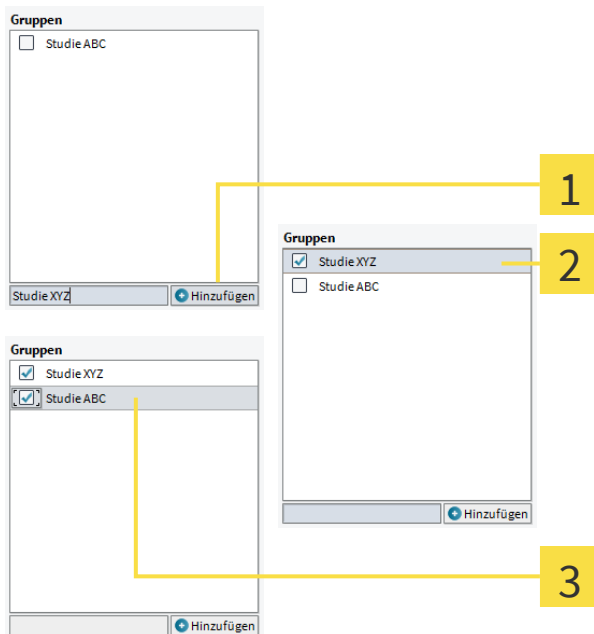 Gruppen
Studie ABC
Studie XYZ
Hinzufügen
1
Gruppen
Studie XYZ
Studie ABC
Hinzufügen
2
Gruppen
Studie XYZ
Studie ABC
Hinzufügen
3